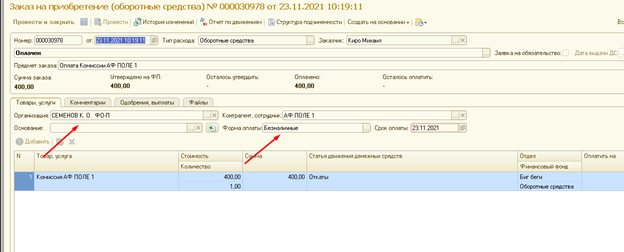 Заказ на приобретение (оборотные средства) № 000030978 от 23.11.2021 10:19:11
Провести и закрыть Провести История изменений Отчет по движениям Структура подчиненности Создать на основании Во
Номер: 000030978 от: 23.11.2021 10:19:11 Тип расхода: Оборотные средства Заказчик: Киро Михаил
Оплачен Заявка на обязательство: Дата выдачи ДС
Предмет заказа: Оплата Комиссии АФ ПОЛЕ 1
Сумма заказа: Утверждено на ФП: Осталось утвердить: Оплачено: Осталось оплатить:
400,00 400,00 - 400,00 -
Товары, услуги Комментарии Одобрения, выплаты Файлы
Организация: СЕМЕНОВ К. О. ФО-П Контрагент, сотрудник: АФ ПОЛЕ 1
Основание: Форма оплаты: Безналичные Срок оплаты: 23.11.2021
Добавить
N Товар, услуга Стоимость Сумма Статья движения денежных средств Отдел Оплатить на
Количество Финансовый фонд
1 Комиссия АФ ПОЛЕ 1 400,00 400,00 Откаты Биг беги
1,00 Оборотные средства